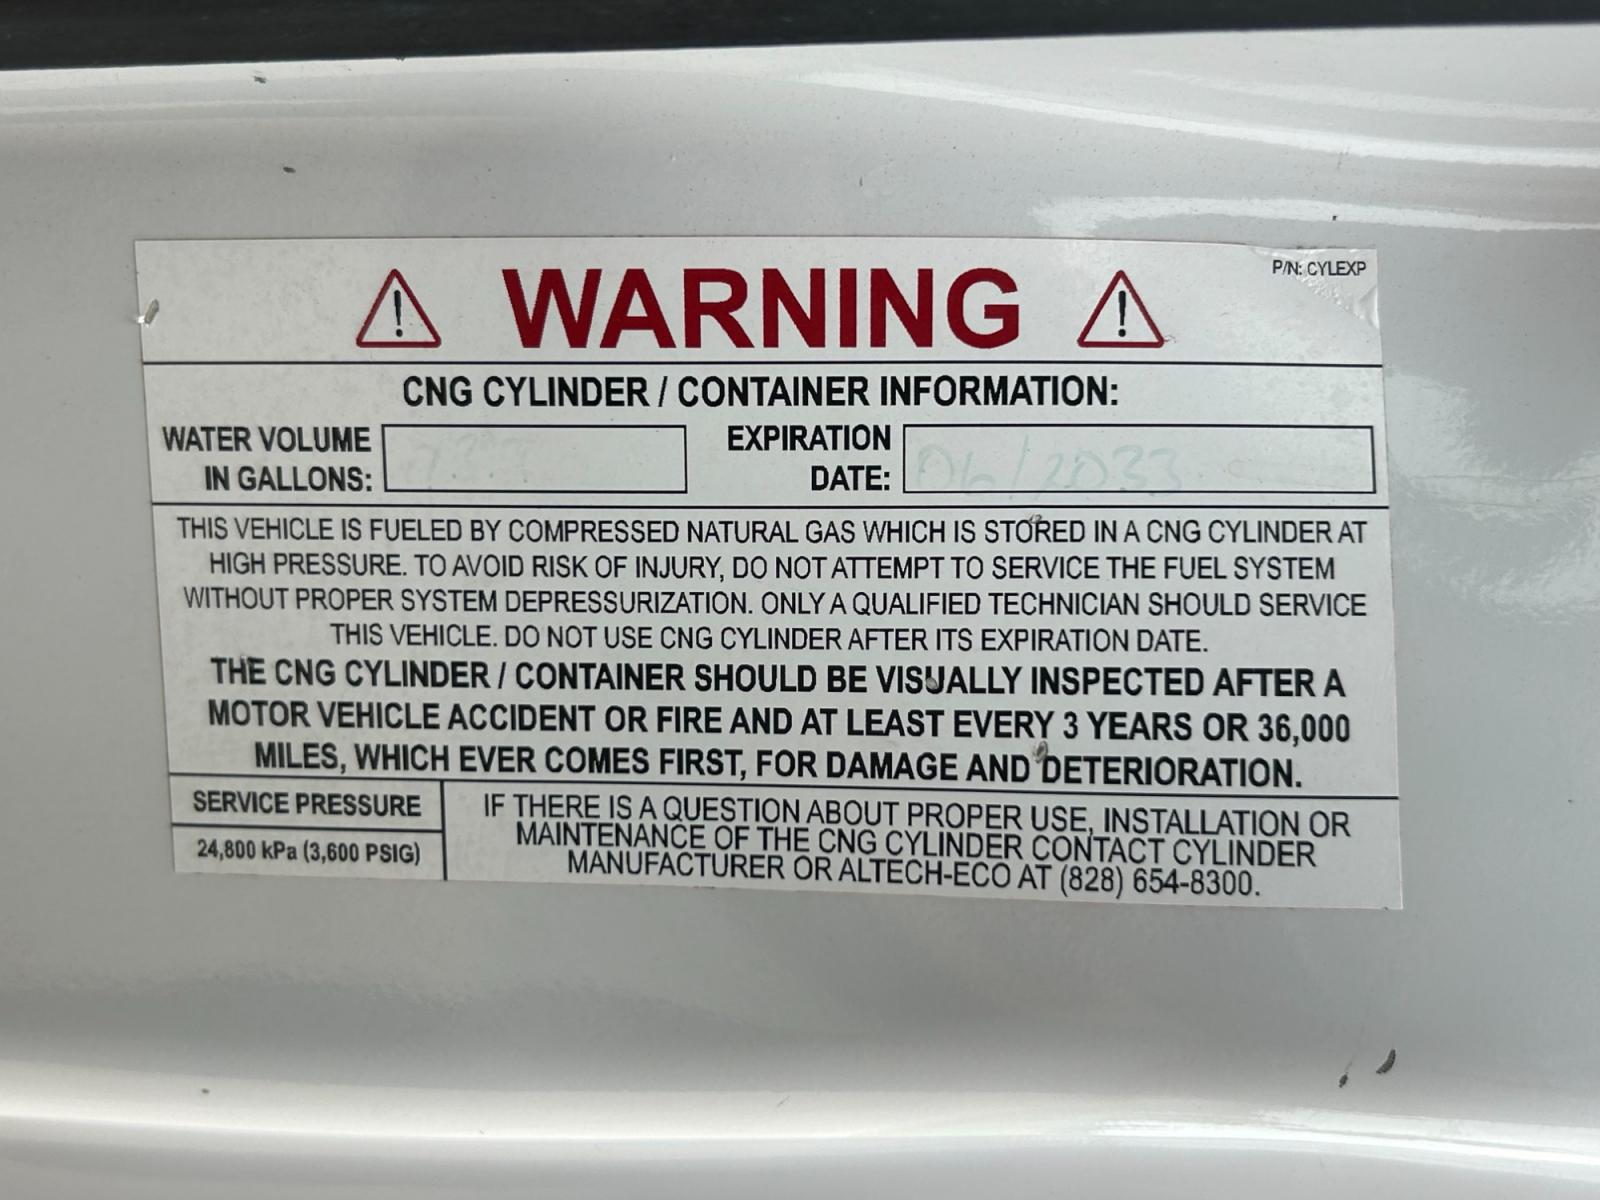 P/N: CYLEXP
WARNING
CNG CYLINDER / CONTAINER INFORMATION:
WATER VOLUME
IN GALLONS:
EXPIRATION
DATE: 06/2033
THIS VEHICLE IS FUELED BY COMPRESSED NATURAL GAS WHICH IS STORED IN A CNG CYLINDER AT
HIGH PRESSURE. TO AVOID RISK OF INJURY, DO NOT ATTEMPT TO SERVICE THE FUEL SYSTEM
WITHOUT PROPER SYSTEM DEPRESSURIZATION. ONLY A QUALIFIED TECHNICIAN SHOULD SERVICE
THIS VEHICLE. DO NOT USE CNG CYLINDER AFTER ITS EXPIRATION DATE.
THE CNG CYLINDER / CONTAINER SHOULD BE VISUALLY INSPECTED AFTER A
MOTOR VEHICLE ACCIDENT OR FIRE AND AT LEAST EVERY 3 YEARS OR 36,000
MILES, WHICH EVER COMES FIRST, FOR DAMAGE AND DETERIORATION.
SERVICE PRESSURE
24,800 kPa (3,600 PSIG)
IF THERE IS A QUESTION ABOUT PROPER USE, INSTALLATION OR
MAINTENANCE OF THE CNG CYLINDER CONTACT CYLINDER
MANUFACTURER OR ALTECH-ECO AT (828) 654-8300.